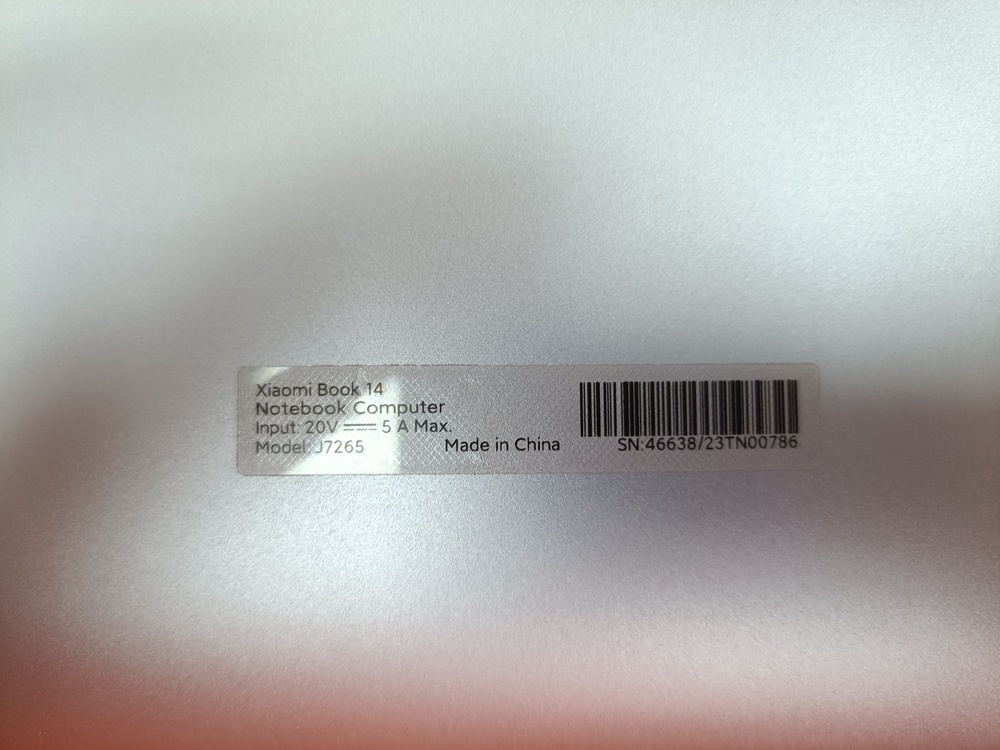 Xiaomi Book 14
Notebook Computer
Input: 20V ⎓ 5 A Max.
Model: J7265
Made in China
SN:46638/23TN00786